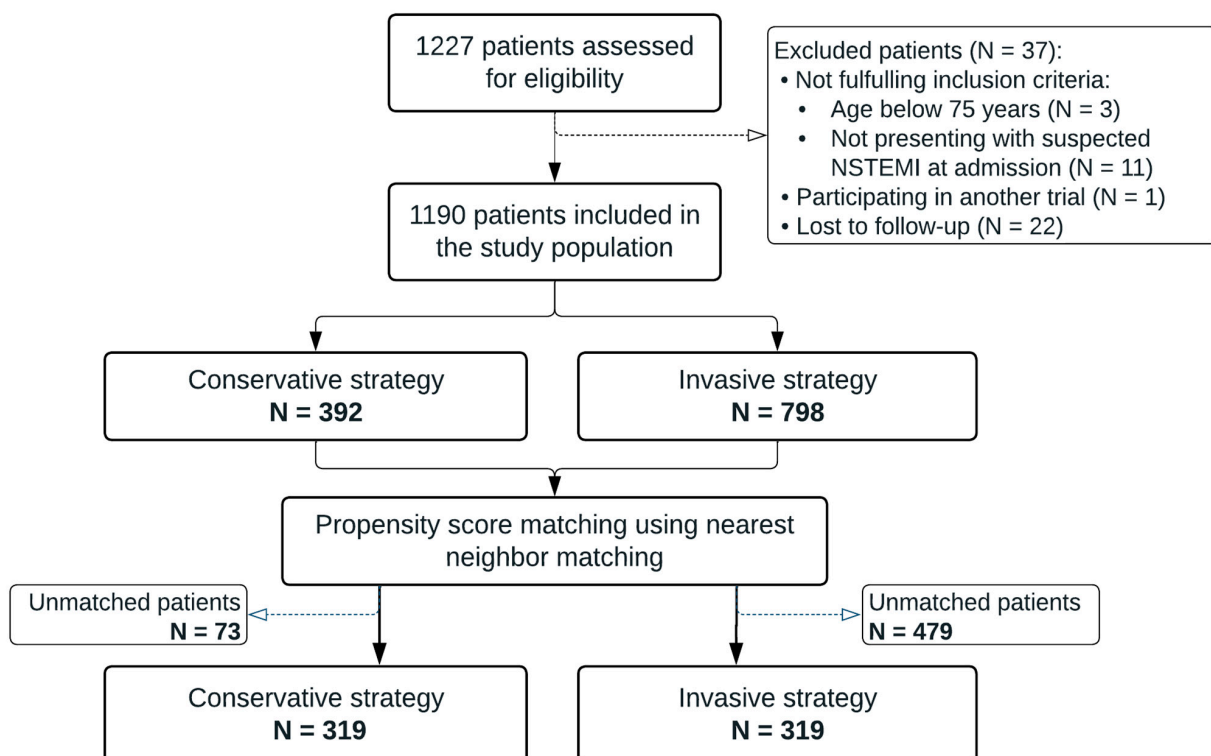 1227 patients assessed
for eligibility
Excluded patients (N = 37):
• Not fulfulling inclusion criteria:
• Age below 75 years (N = 3)
• Not presenting with suspected
NSTEMI at admission (N = 11)
• Participating in another trial (N = 1)
• Lost to follow-up (N = 22)
1190 patients included in
the study population
Conservative strategy
N = 392
Invasive strategy
N = 798
Propensity score matching using nearest
neighbor matching
Unmatched patients
N = 73
Unmatched patients
N = 479
Conservative strategy
N = 319
Invasive strategy
N = 319